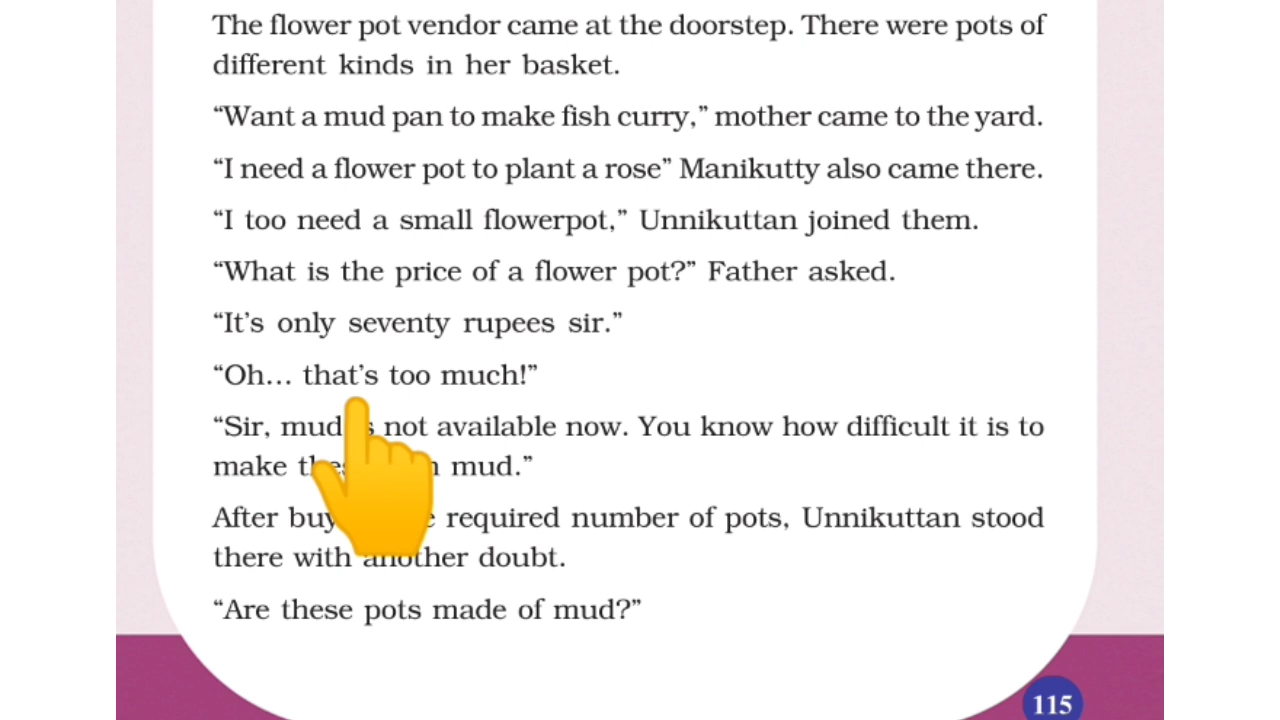 The flower pot vendor came at the doorstep. There were pots of
different kinds in her basket.
“Want a mud pan to make fish curry,” mother came to the yard.
“I need a flower pot to plant a rose” Manikutty also came there.
“I too need a small flowerpot,” Unnikuttan joined them.
“What is the price of a flower pot?” Father asked.
“It’s only seventy rupees sir.”
“Oh... that’s too much!”
“Sir, mud not available now. You know how difficult it is to
make mud.”
After required number of pots, Unnikuttan stood
there with another doubt.
“Are these pots made of mud?”
115